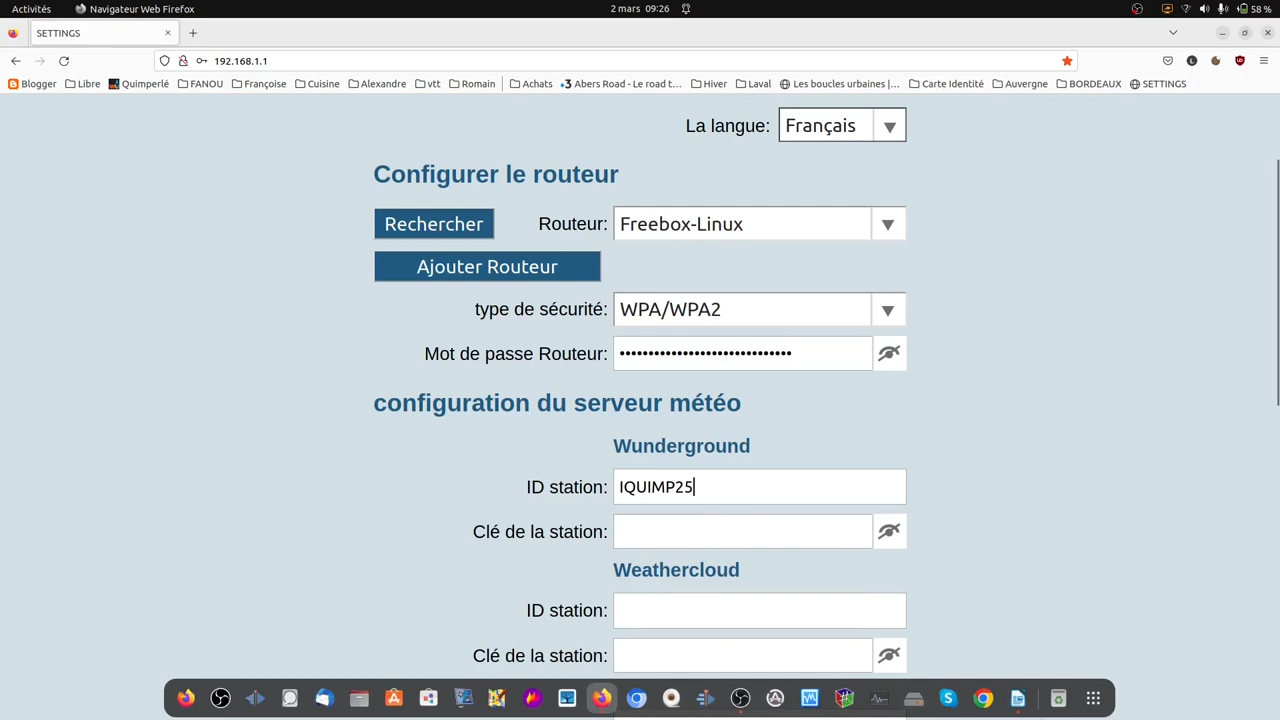 Activités Navigateur Web Firefox 2 mars 09:26 58 %
SETTINGS
192.168.1.1
Blogger Libre Quimperlé FANOU Françoise Cuisine Alexandre vtt Romain Achats Abers Road - Le road t… Hiver Laval Les boucles urbaines |… Carte Identité Auvergne BORDEAUX SETTINGS
La langue: Français
Configurer le routeur
Rechercher Routeur: Freebox-Linux
Ajouter Routeur
type de sécurité: WPA/WPA2
Mot de passe Routeur: ••••••••••••••••••••••••••••••
configuration du serveur météo
Wunderground
ID station: IQUIMP25
Clé de la station:
Weathercloud
ID station:
Clé de la station: